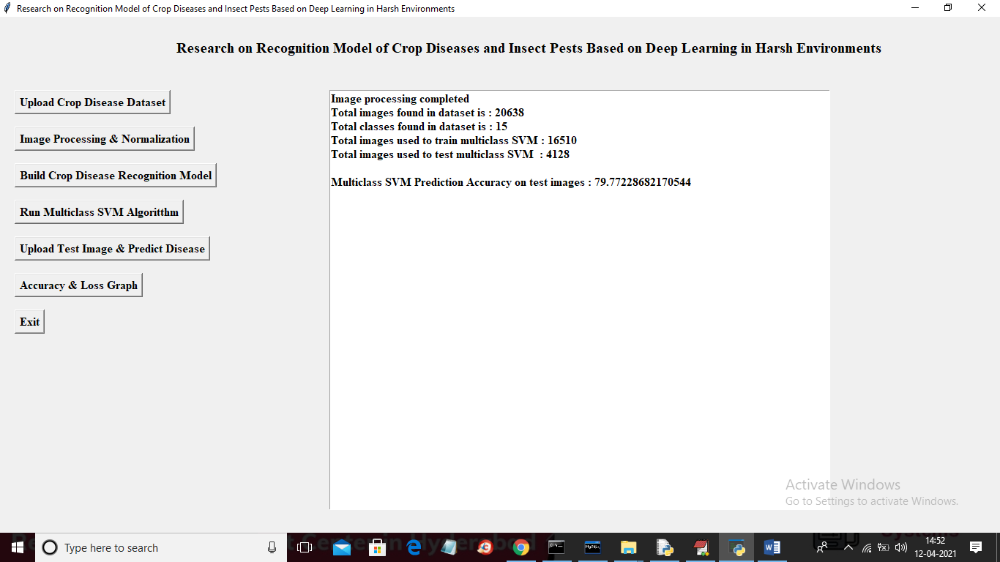 Research on Recognition Model of Crop Diseases and Insect Pests Based on Deep Learning in Harsh Environments
Research on Recognition Model of Crop Diseases and Insect Pests Based on Deep Learning in Harsh Environments
Upload Crop Disease Dataset
Image Processing & Normalization
Build Crop Disease Recognition Model
Run Multiclass SVM Algoritthm
Upload Test Image & Predict Disease
Accuracy & Loss Graph
Exit
Image processing completed
Total images found in dataset is : 20638
Total classes found in dataset is : 15
Total images used to train multiclass SVM : 16510
Total images used to test multiclass SVM : 4128
Multiclass SVM Prediction Accuracy on test images : 79.77228682170544
Activate Windows
Go to Settings to activate Windows.
Type here to search
14:52
12-04-2021